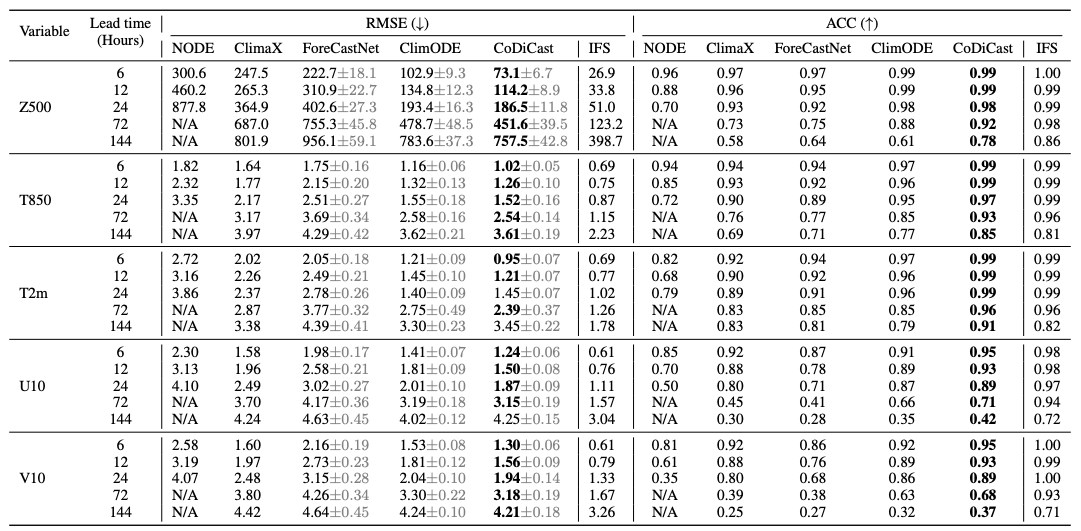 Variable Lead time (Hours) RMSE (↓) ACC (↑)
NODE ClimaX ForeCastNet ClimODE CoDiCast IFS NODE ClimaX ForeCastNet ClimODE CoDiCast IFS
Z500
6 300.6 247.5 222.7±18.1 102.9±9.3 73.1±6.7 26.9 0.96 0.97 0.97 0.99 0.99 1.00
12 460.2 265.3 310.9±22.7 134.8±12.3 114.2±8.9 33.8 0.88 0.96 0.95 0.99 0.99 0.99
24 877.8 364.9 402.6±27.3 193.4±16.3 186.5±11.8 51.0 0.70 0.93 0.92 0.98 0.98 0.99
72 N/A 687.0 755.3±45.8 478.7±48.5 451.6±39.5 123.2 N/A 0.73 0.75 0.88 0.92 0.98
144 N/A 801.9 956.1±59.1 783.6±37.3 757.5±42.8 398.7 N/A 0.58 0.64 0.61 0.78 0.86
T850
6 1.82 1.64 1.75±0.16 1.16±0.06 1.02±0.05 0.69 0.94 0.94 0.94 0.97 0.99 0.99
12 2.32 1.77 2.15±0.20 1.32±0.13 1.26±0.10 0.75 0.85 0.93 0.92 0.96 0.99 0.99
24 3.35 2.17 2.51±0.27 1.55±0.18 1.52±0.16 0.87 0.72 0.90 0.89 0.95 0.97 0.99
72 N/A 3.17 3.69±0.34 2.58±0.16 2.54±0.14 1.15 N/A 0.76 0.77 0.85 0.93 0.96
144 N/A 3.97 4.29±0.42 3.62±0.21 3.61±0.19 2.23 N/A 0.69 0.71 0.77 0.85 0.81
T2m
6 2.72 2.02 2.05±0.18 1.21±0.09 0.95±0.07 0.69 0.82 0.92 0.94 0.97 0.99 0.99
12 3.16 2.26 2.49±0.21 1.45±0.10 1.21±0.07 0.77 0.68 0.90 0.92 0.96 0.99 0.99
24 3.86 2.37 2.78±0.26 1.40±0.09 1.45±0.07 1.02 0.79 0.89 0.91 0.96 0.99 0.99
72 N/A 2.87 3.77±0.32 2.75±0.49 2.39±0.37 1.26 N/A 0.83 0.85 0.85 0.96 0.96
144 N/A 3.38 4.39±0.41 3.30±0.23 3.45±0.22 1.78 N/A 0.83 0.81 0.79 0.91 0.82
U10
6 2.30 1.58 1.98±0.17 1.41±0.07 1.24±0.06 0.61 0.85 0.92 0.87 0.91 0.95 0.98
12 3.13 1.96 2.58±0.21 1.81±0.09 1.50±0.08 0.76 0.70 0.88 0.78 0.89 0.93 0.98
24 4.10 2.49 3.02±0.27 2.01±0.10 1.87±0.09 1.11 0.50 0.80 0.71 0.87 0.89 0.97
72 N/A 3.70 4.17±0.36 3.19±0.18 3.15±0.19 1.57 N/A 0.45 0.41 0.66 0.71 0.94
144 N/A 4.24 4.63±0.45 4.02±0.12 4.25±0.15 3.04 N/A 0.30 0.28 0.35 0.42 0.72
V10
6 2.58 1.60 2.16±0.19 1.53±0.08 1.30±0.06 0.61 0.81 0.92 0.86 0.92 0.95 1.00
12 3.19 1.97 2.73±0.23 1.81±0.12 1.56±0.09 0.79 0.61 0.88 0.76 0.89 0.93 0.99
24 4.07 2.48 3.15±0.28 2.04±0.10 1.94±0.14 1.33 0.35 0.80 0.68 0.86 0.89 1.00
72 N/A 3.80 4.26±0.34 3.30±0.22 3.18±0.19 1.67 N/A 0.39 0.38 0.63 0.68 0.93
144 N/A 4.42 4.64±0.45 4.24±0.10 4.21±0.18 3.26 N/A 0.25 0.27 0.32 0.37 0.71